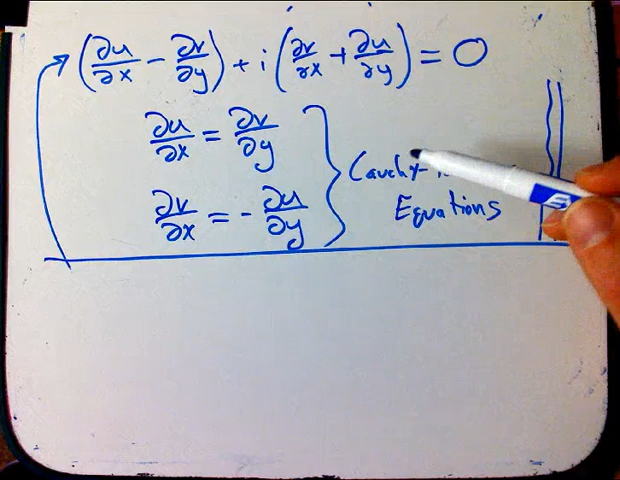 (∂u/∂x − ∂v/∂y) + i(∂v/∂x + ∂u/∂y) = 0
∂u/∂x = ∂v/∂y
∂v/∂x = − ∂u/∂y
Cauchy-
Equations